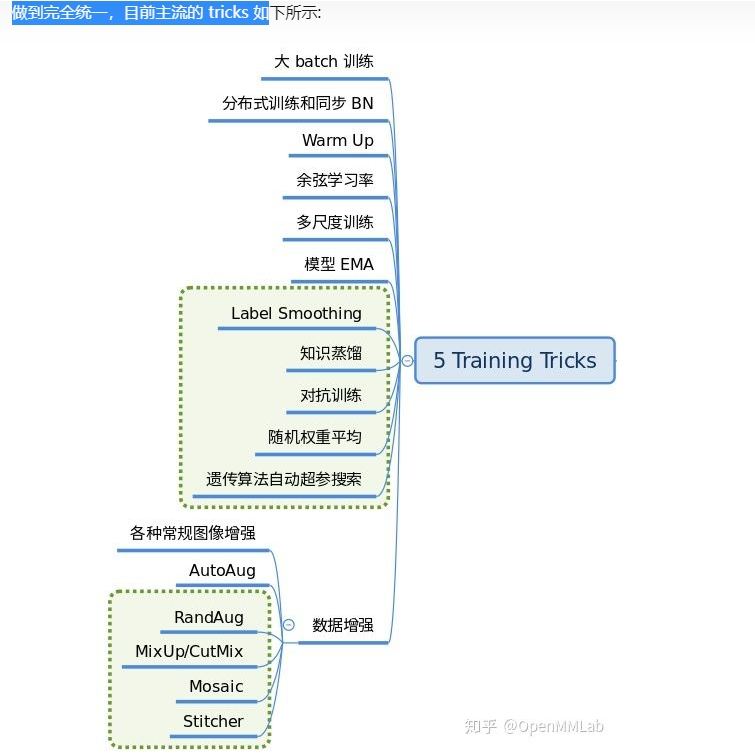 做到完全统一，目前主流的 tricks 如下所示:
大 batch 训练
分布式训练和同步 BN
Warm Up
余弦学习率
多尺度训练
模型 EMA
Label Smoothing
知识蒸馏
5 Training Tricks
对抗训练
随机权重平均
遗传算法自动超参搜索
各种常规图像增强
AutoAug
RandAug
数据增强
MixUp/CutMix
Mosaic
Stitcher
知乎 @OpenMMLab